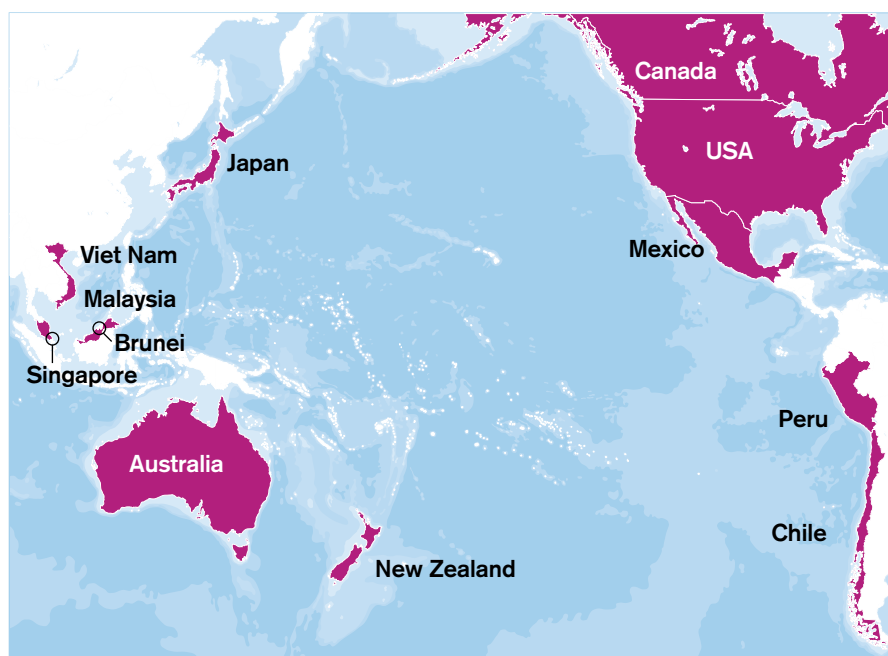 Canada
USA
Japan
Mexico
Viet Nam
Malaysia
Brunei
Singapore
Peru
Australia
Chile
New Zealand